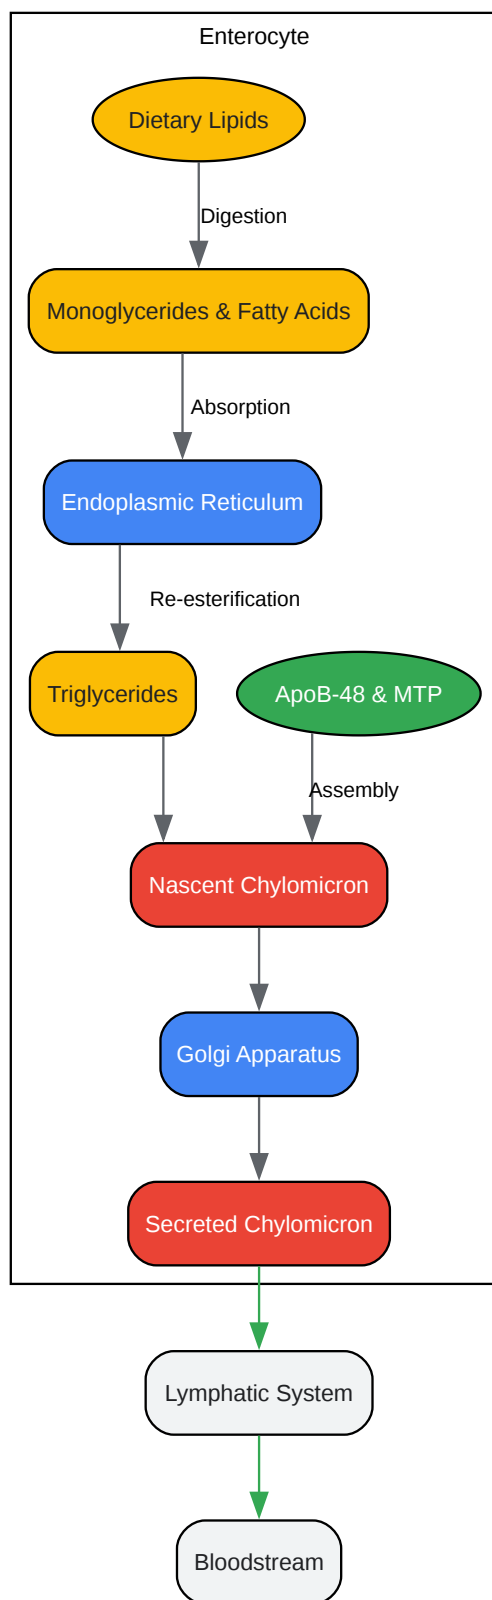 Enterocyte
Dietary Lipids
Digestion
Monoglycerides & Fatty Acids
Absorption
Endoplasmic Reticulum
Re-esterification
Triglycerides
ApoB-48 & MTP
Assembly
Nascent Chylomicron
Golgi Apparatus
Secreted Chylomicron
Lymphatic System
Bloodstream